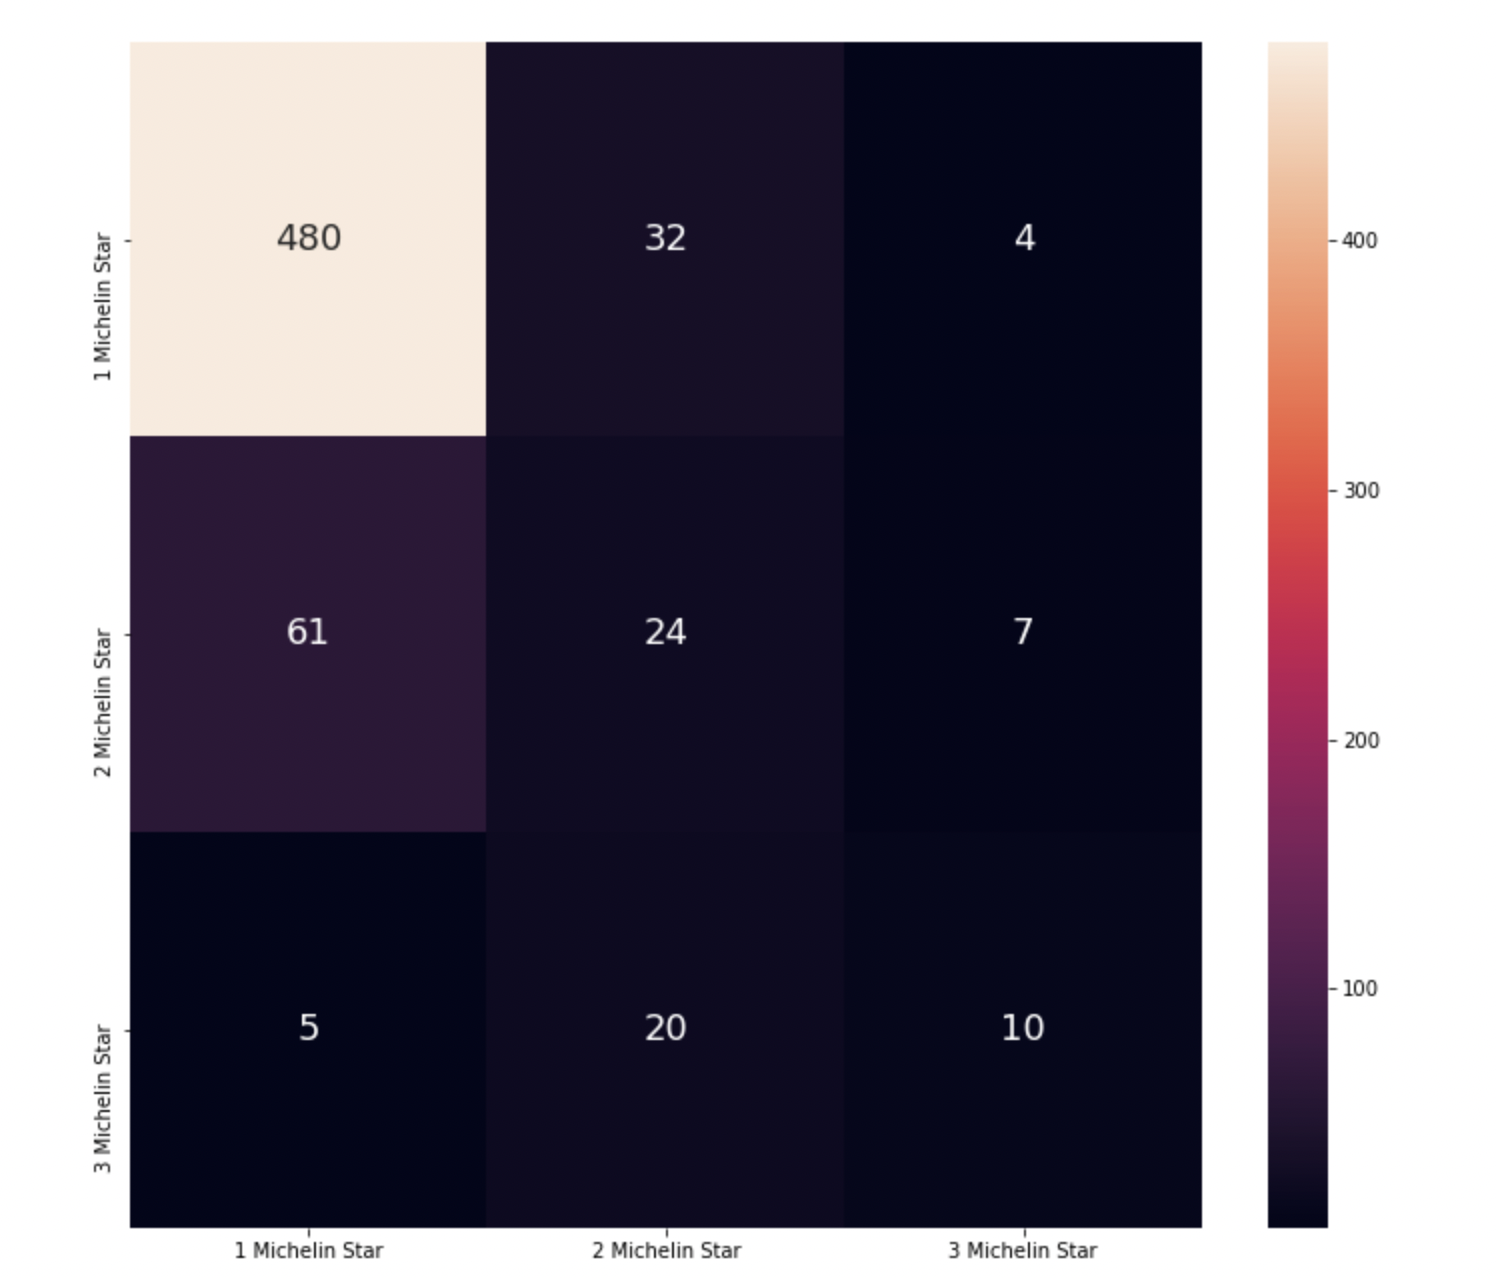 480 32 4
1 Michelin Star
61 24 7
2 Michelin Star
5 20 10
3 Michelin Star
1 Michelin Star 2 Michelin Star 3 Michelin Star
400
300
200
100